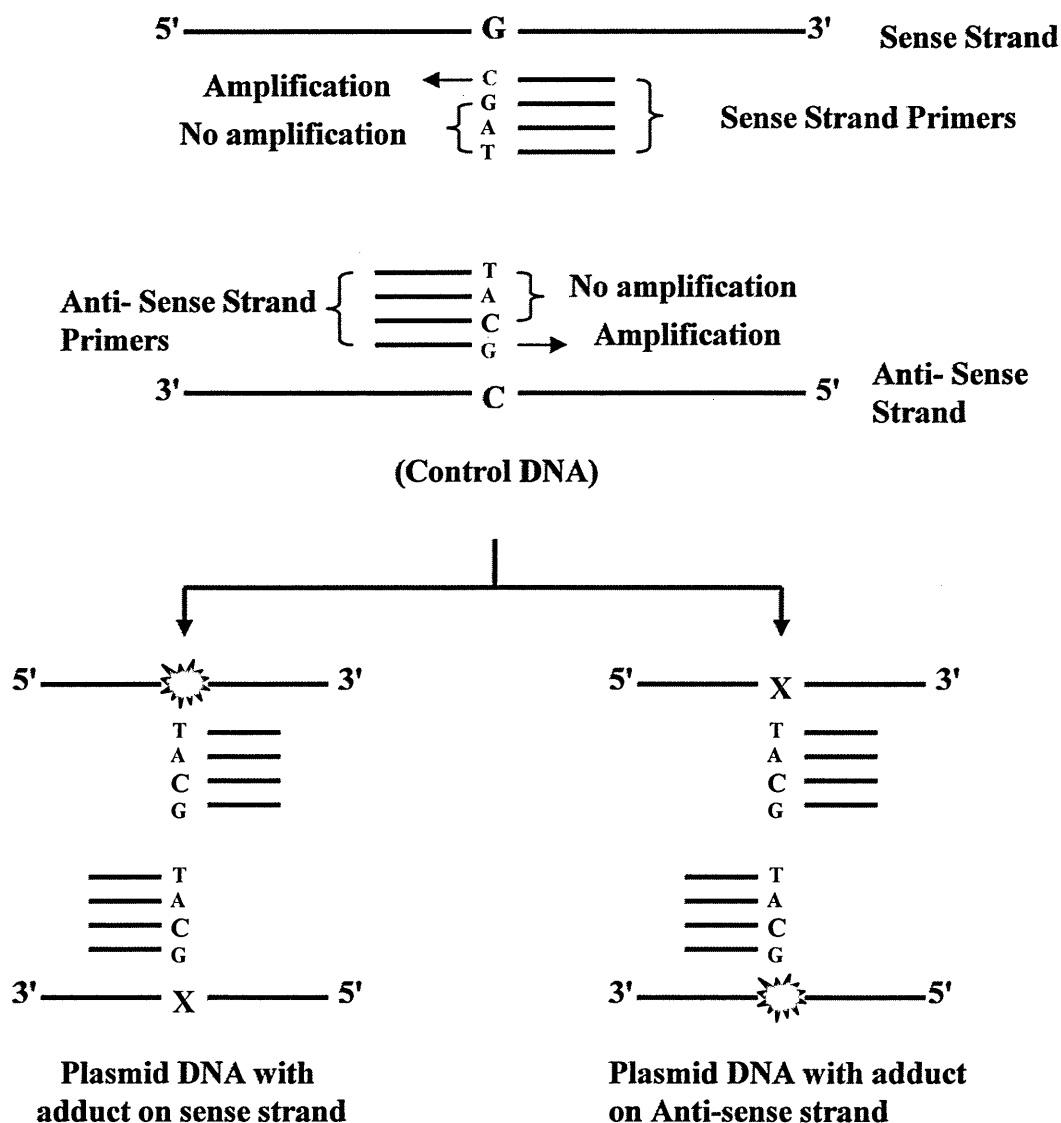 5' G 3' Sense Strand
Amplification C
No amplification G
A
T
Sense Strand Primers
Anti- Sense Strand
Primers
T
A
C
G
No amplification
Amplification
3' C 5' Anti- Sense
Strand
(Control DNA)
5' 3'
T
A
C
G
T
A
C
G
3' X 5'
Plasmid DNA with
adduct on sense strand
5' X 3'
T
A
C
G
T
A
C
G
3' 5'
Plasmid DNA with adduct
on Anti-sense strand